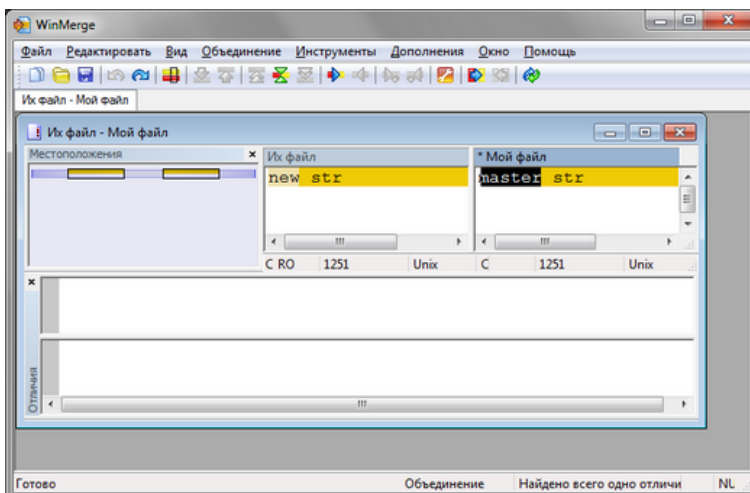 WinMerge
Файл Редактировать Вид Объединение Инструменты Дополнения Окно Помощь
Их файл - Мой файл
Их файл - Мой файл
Местоположения
Их файл
* Мой файл
new str
master str
C RO 1251 Unix
C 1251 Unix
Отличия
Готово Объединение Найдено всего одно отличи NL